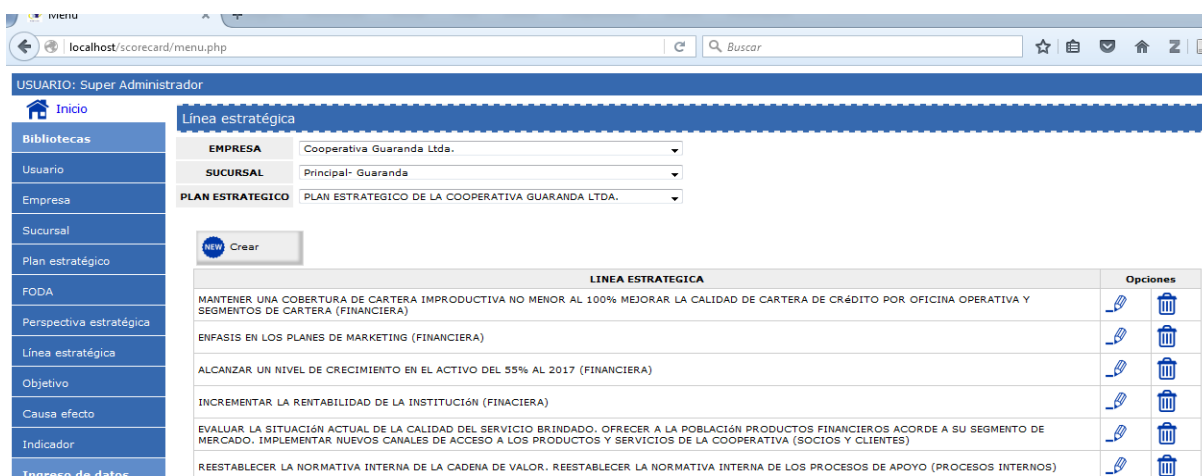 Menu
localhost/scorecard/menu.php
Buscar
USUARIO: Super Administrador
Inicio
Bibliotecas
Usuario
Empresa
Sucursal
Plan estratégico
FODA
Perspectiva estratégica
Línea estratégica
Objetivo
Causa efecto
Indicador
Ingreso de datos
Línea estratégica
EMPRESA Cooperativa Guaranda Ltda.
SUCURSAL Principal- Guaranda
PLAN ESTRATEGICO PLAN ESTRATEGICO DE LA COOPERATIVA GUARANDA LTDA.
NEW Crear
LINEA ESTRATEGICA Opciones
MANTENER UNA COBERTURA DE CARTERA IMPRODUCTIVA NO MENOR AL 100% MEJORAR LA CALIDAD DE CARTERA DE CRéDITO POR OFICINA OPERATIVA Y
SEGMENTOS DE CARTERA (FINANCIERA)
ENFASIS EN LOS PLANES DE MARKETING (FINANCIERA)
ALCANZAR UN NIVEL DE CRECIMIENTO EN EL ACTIVO DEL 55% AL 2017 (FINANCIERA)
INCREMENTAR LA RENTABILIDAD DE LA INSTITUCIóN (FINACIERA)
EVALUAR LA SITUACIóN ACTUAL DE LA CALIDAD DEL SERVICIO BRINDADO. OFRECER A LA POBLACIóN PRODUCTOS FINANCIEROS ACORDE A SU SEGMENTO DE
MERCADO. IMPLEMENTAR NUEVOS CANALES DE ACCESO A LOS PRODUCTOS Y SERVICIOS DE LA COOPERATIVA (SOCIOS Y CLIENTES)
REESTABLECER LA NORMATIVA INTERNA DE LA CADENA DE VALOR. REESTABLECER LA NORMATIVA INTERNA DE LOS PROCESOS DE APOYO (PROCESOS INTERNOS)